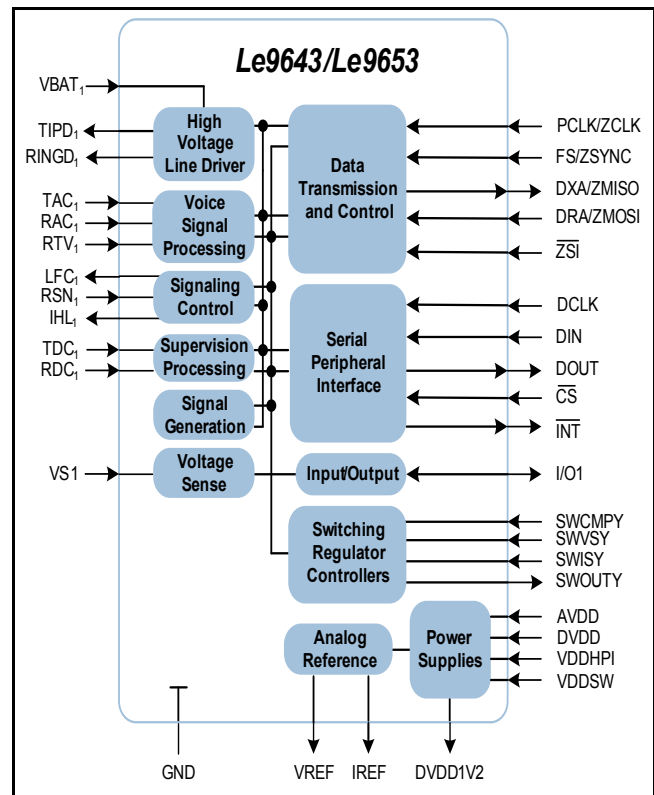 Le9643/Le9653
VBAT₁
TIPD₁
RINGD₁
TAC₁
RAC₁
RTV₁
LFC₁
RSN₁
IHL₁
TDC₁
RDC₁
VS1
High
Voltage
Line Driver
Voice
Signal
Processing
Signaling
Control
Supervision
Processing
Signal
Generation
Voltage
Sense
Data
Transmission
and Control
Serial
Peripheral
Interface
Input/Output
Switching
Regulator
Controllers
Analog
Reference
Power
Supplies
PCLK/ZCLK
FS/ZSYNC
DXA/ZMISO
DRA/ZMOSI
Z̅S̅I̅
DCLK
DIN
DOUT
C̅S̅
I̅N̅T̅
I/O1
SWCMPY
SWVSY
SWISY
SWOUTY
AVDD
DVDD
VDDHPI
VDDSW
GND
VREF
IREF
DVDD1V2